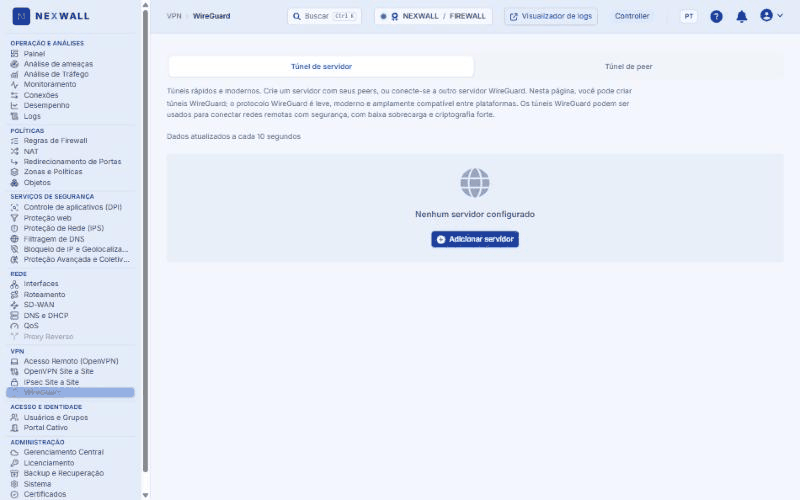 NEXWALL
VPN
WireGuard
Buscar
Ctrl K
NEXWALL / FIREWALL
Visualizador de logs
Controller
PT
OPERAÇÃO E ANÁLISES
Painel
Análise de ameaças
Análise de Tráfego
Monitoramento
Conexões
Desempenho
Logs
POLÍTICAS
Regras de Firewall
NAT
Redirecionamento de Portas
Zonas e Políticas
Objetos
SERVIÇOS DE SEGURANÇA
Controle de aplicativos (DPI)
Proteção web
Proteção de Rede (IPS)
Filtragem de DNS
Bloqueio de IP e Geolocaliza...
Proteção Avançada e Coletiv...
REDE
Interfaces
Roteamento
SD-WAN
DNS e DHCP
QoS
Proxy Reverso
VPN
Acesso Remoto (OpenVPN)
OpenVPN Site a Site
IPsec Site a Site
WireGuard
ACESSO E IDENTIDADE
Usuários e Grupos
Portal Cativo
ADMINISTRAÇÃO
Gerenciamento Central
Licenciamento
Backup e Recuperação
Sistema
Certificados
Túnel de servidor
Túnel de peer
Túneis rápidos e modernos. Crie um servidor com seus peers, ou conecte-se a outro servidor WireGuard. Nesta página, você pode criar
túneis WireGuard; o protocolo WireGuard é leve, moderno e amplamente compatível entre plataformas. Os túneis WireGuard podem ser
usados para conectar redes remotas com segurança, com baixa sobrecarga e criptografia forte.
Dados atualizados a cada 10 segundos
Nenhum servidor configurado
Adicionar servidor